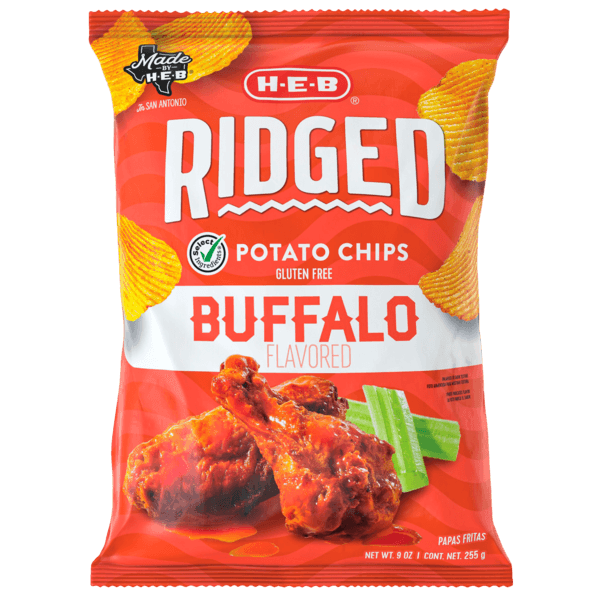 Made
BY
H-E-B®
In SAN ANTONIO
H-E-B
®
RIDGED
Select
Ingredients
POTATO CHIPS
GLUTEN FREE
BUFFALO
FLAVORED
PAPAS FRITAS
NET WT. 9 OZ | CONT. NET. 255 g